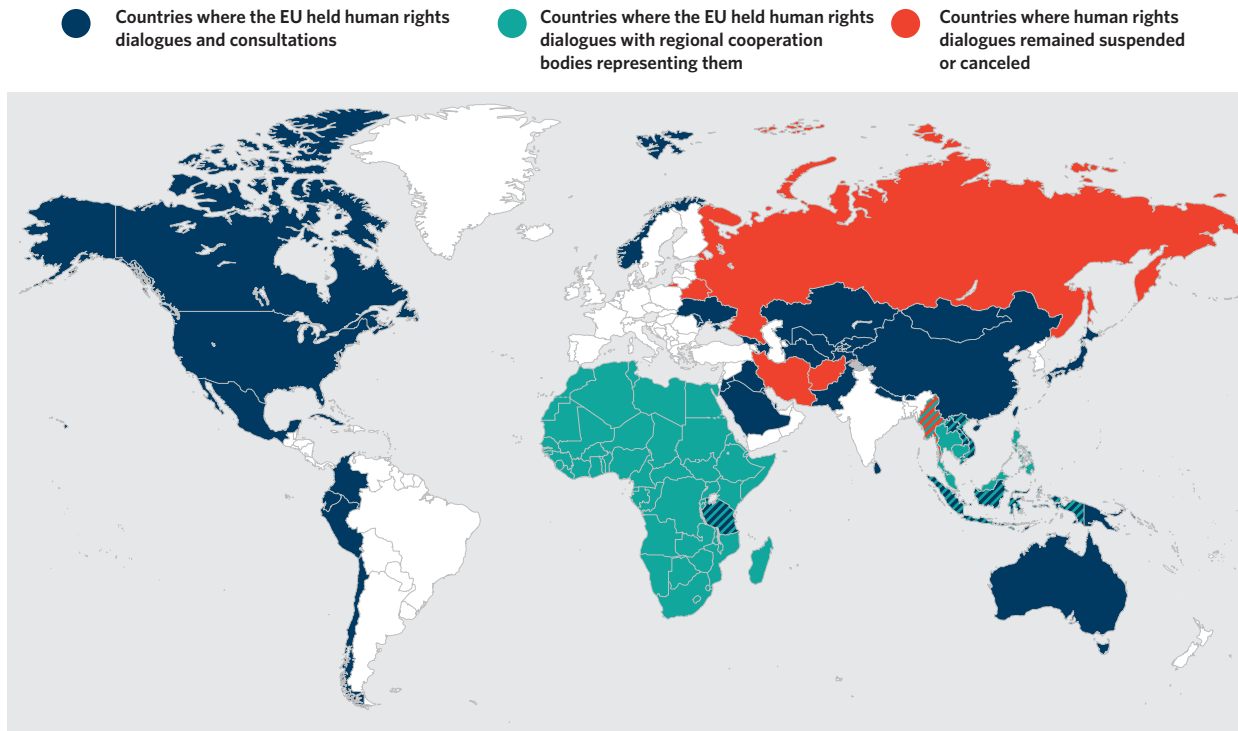 Countries where the EU held human rights
dialogues and consultations
Countries where the EU held human rights
dialogues with regional cooperation
bodies representing them
Countries where human rights
dialogues remained suspended
or canceled